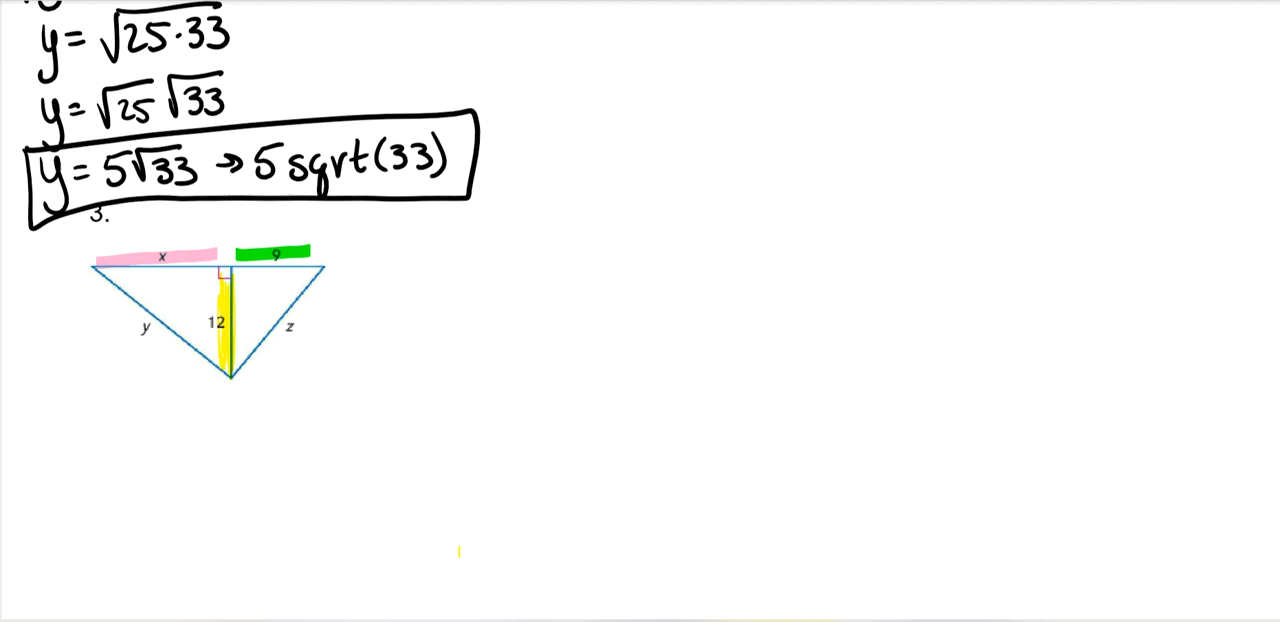 y = √25·33
y = √25 √33
y = 5√33 → 5 sqrt(33)
3.
x 9
y 12 z